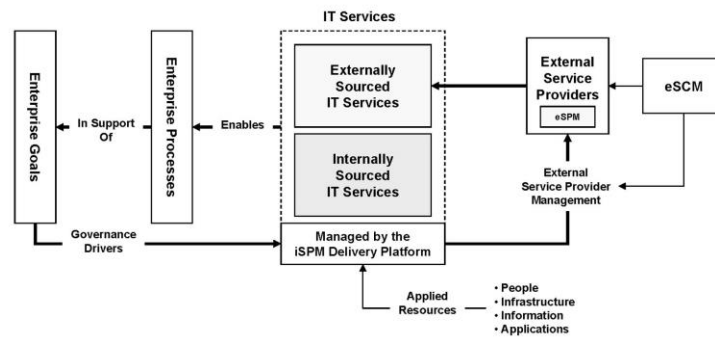 IT Services
Enterprise Goals
In Support
Of
Enterprise Processes
Enables
Externally
Sourced
IT Services
Internally
Sourced
IT Services
Managed by the
iSPM Delivery Platform
External
Service
Providers
eSPM
eSCM
External
Service Provider
Management
Governance
Drivers
Applied
Resources
• People
• Infrastructure
• Information
• Applications